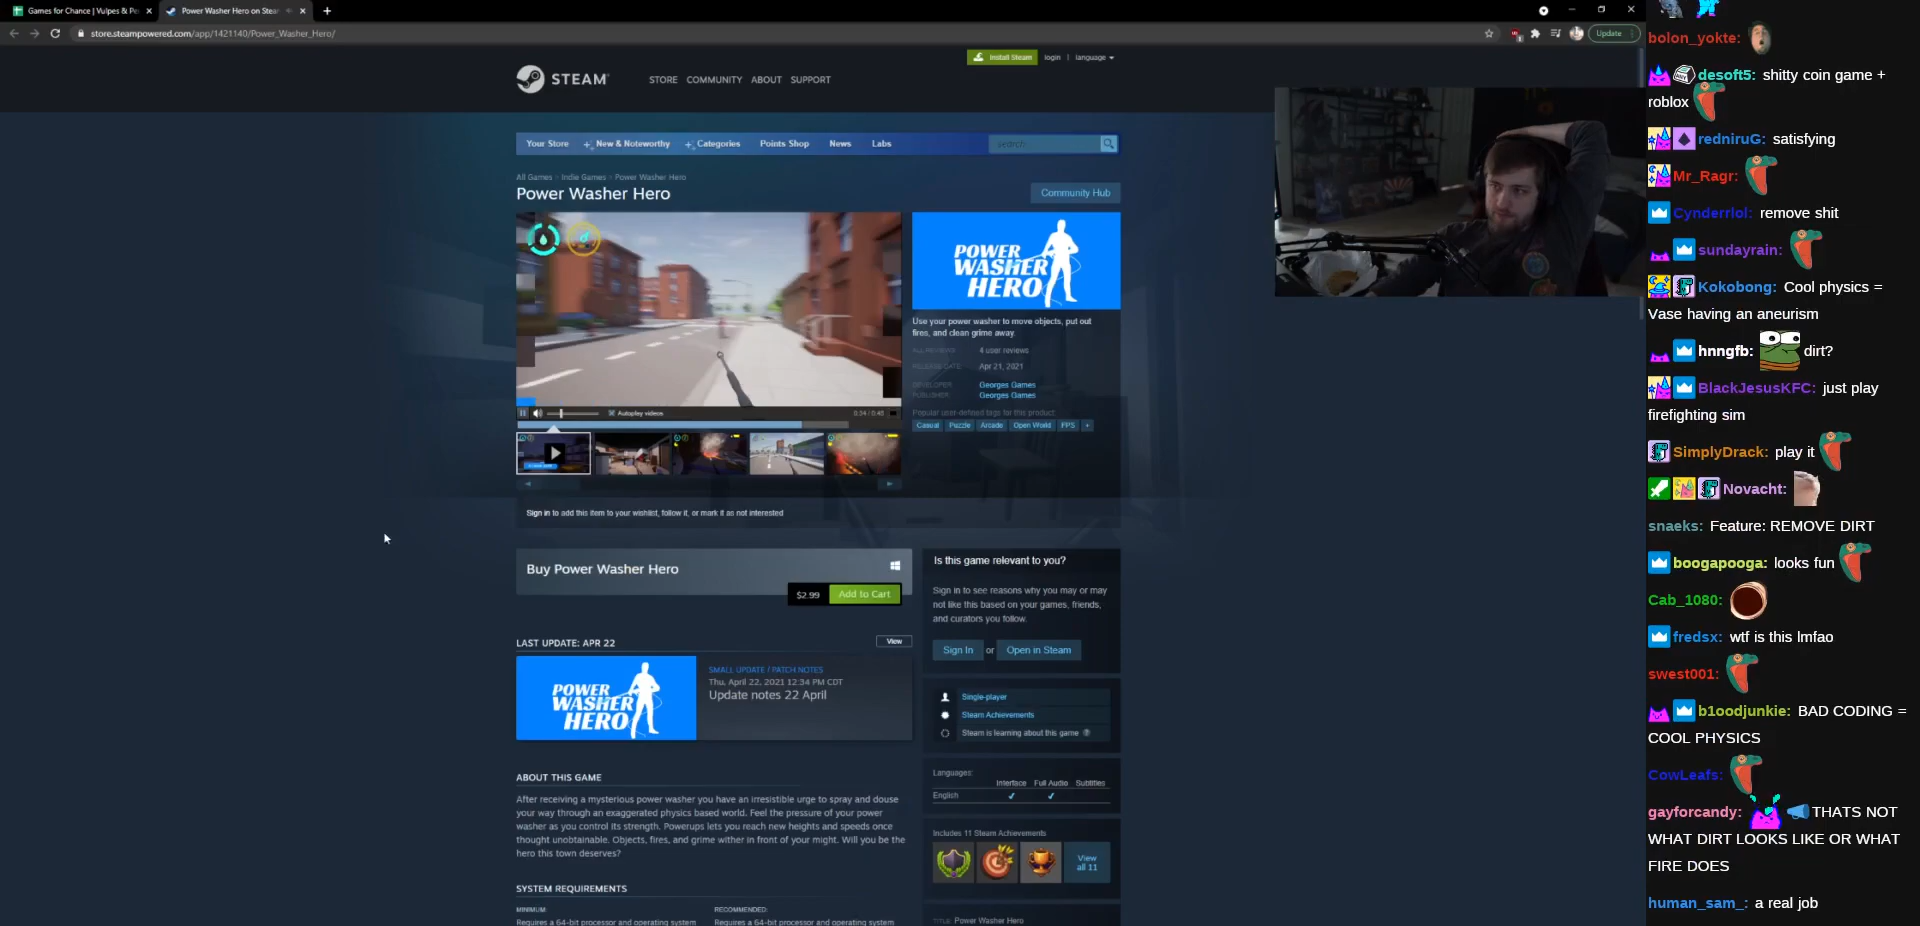 Games for Chance | Vulpes & Pe
Power Washer Hero on Stea
store.steampowered.com/app/1421140/Power_Washer_Hero/
Update
Install Steam
login | language
STEAM
STORE COMMUNITY ABOUT SUPPORT
Your Store New & Noteworthy Categories Points Shop News Labs
search
All Games > Indie Games > Power Washer Hero
Power Washer Hero
Community Hub
POWER
WASHER
HERO
Use your power washer to move objects, put out
fires, and clean grime away.
ALL REVIEWS: 4 user reviews
RELEASE DATE: Apr 21, 2021
DEVELOPER: Georges Games
PUBLISHER: Georges Games
Popular user-defined tags for this product:
Casual Puzzle Arcade Open World FPS +
Autoplay videos
Sign in to add this item to your wishlist, follow it, or mark it as not interested
Buy Power Washer Hero
$2.99 Add to Cart
LAST UPDATE: APR 22
View
POWER
WASHER
HERO
SMALL UPDATE / PATCH NOTES
Thu, April 22, 2021 12:34 PM CDT
Update notes 22 April
ABOUT THIS GAME
After receiving a mysterious power washer you have an irresistible urge to spray and douse
your way through an exaggerated physics based world. Feel the pressure of your power
washer as you control its strength. Powerups lets you reach new heights and speeds once
thought unobtainable. Objects, fires, and grime wither in front of your might. Will you be the
hero this town deserves?
SYSTEM REQUIREMENTS
MINIMUM:
Requires a 64-bit processor and operating system
RECOMMENDED:
Requires a 64-bit processor and operating system
Is this game relevant to you?
Sign in to see reasons why you may or may
not like this based on your games, friends,
and curators you follow.
Sign In or Open in Steam
Single-player
Steam Achievements
Steam is learning about this game ?
Languages:
Interface Full Audio Subtitles
English ✔ ✔
Includes 11 Steam Achievements
View
all 11
TITLE: Power Washer Hero
bolon_yokte:
desoft5: shitty coin game +
roblox
redniruG: satisfying
Mr_Ragr:
Cynderrlol: remove shit
sundayrain:
Kokobong: Cool physics =
Vase having an aneurism
hnngfb: dirt?
BlackJesusKFC: just play
firefighting sim
SimplyDrack: play it
Novacht:
snaeks: Feature: REMOVE DIRT
boogapooga: looks fun
Cab_1080:
fredsx: wtf is this lmfao
swest001:
b1oodjunkie: BAD CODING =
COOL PHYSICS
CowLeafs:
gayforcandy: THATS NOT
WHAT DIRT LOOKS LIKE OR WHAT
FIRE DOES
human_sam_: a real job